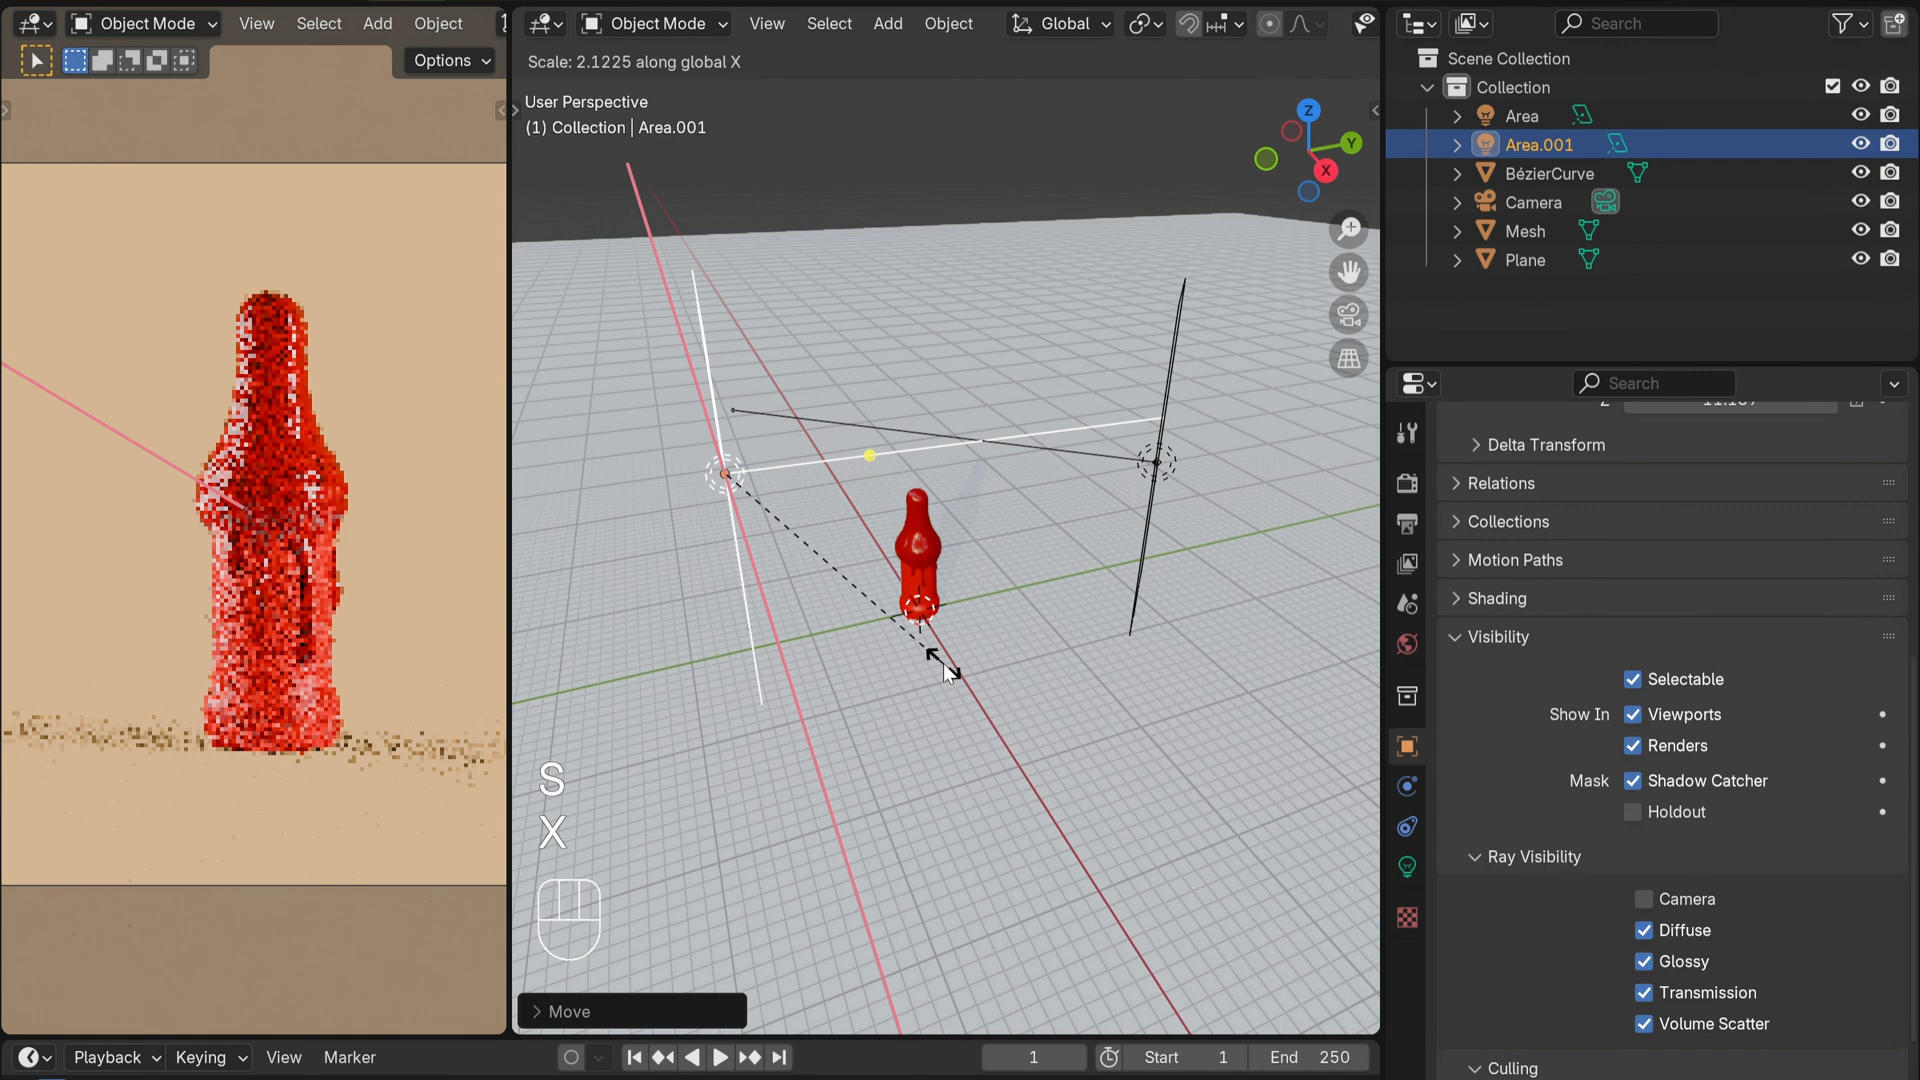 Object Mode
View
Select
Add
Object
Options
Object Mode
View
Select
Add
Object
Global
Scale: 2.1225 along global X
User Perspective
(1) Collection | Area.001
Z
Y
X
S
X
Move
Search
Scene Collection
Collection
Area
Area.001
BézierCurve
Camera
Mesh
Plane
Search
Delta Transform
Relations
Collections
Motion Paths
Shading
Visibility
Selectable
Show In Viewports
Renders
Mask Shadow Catcher
Holdout
Ray Visibility
Camera
Diffuse
Glossy
Transmission
Volume Scatter
Culling
Playback
Keying
View
Marker
1
Start 1
End 250